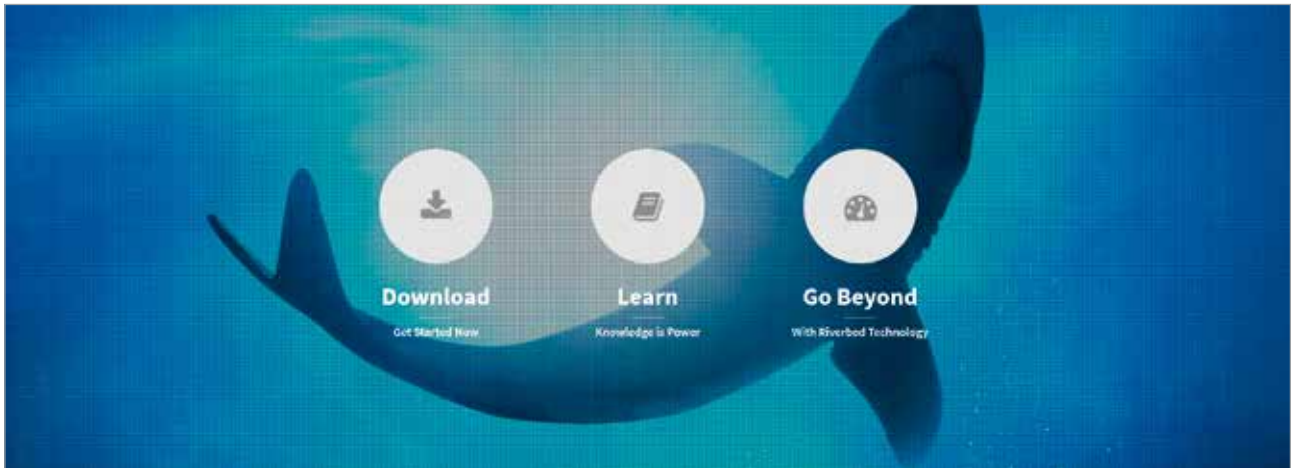 Download
Get Started Now
Learn
Knowledge is Power
Go Beyond
With Riverbed Technology